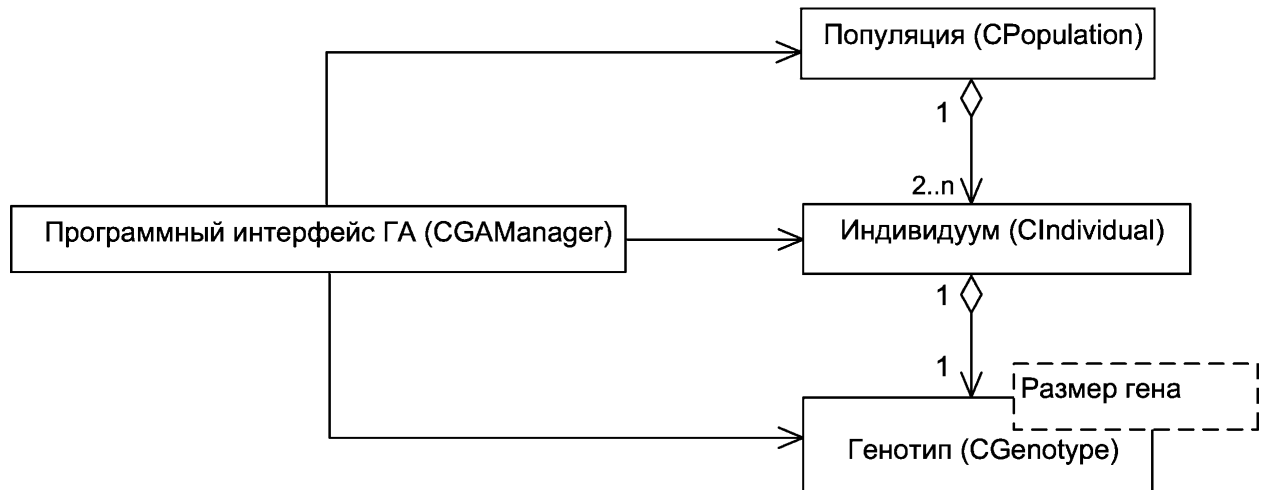 Популяция (CPopulation)
1
2..n
Программный интерфейс ГА (CGAManager)
Индивидуум (CIndividual)
1
1
Размер гена
Генотип (CGenotype)